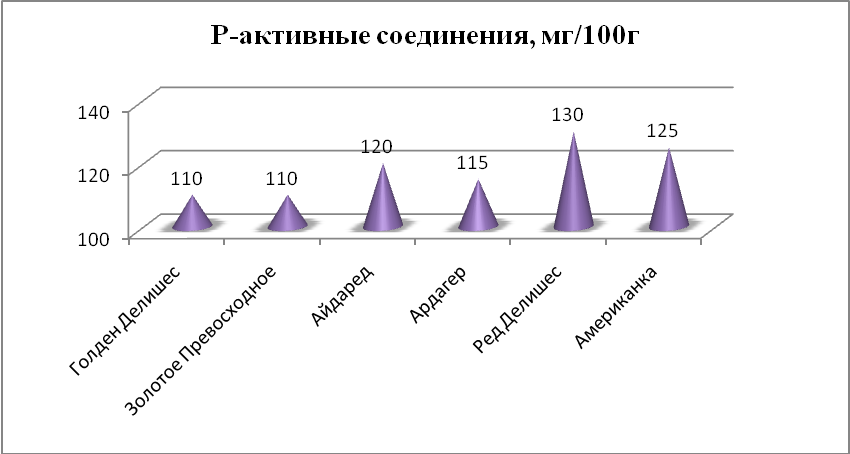 Р-активные соединения, мг/100г
140
120
100
110
110
120
115
130
125
Голден Делишес
Золотое Превосходное
Айдаред
Ардагер
Ред Делишес
Американка